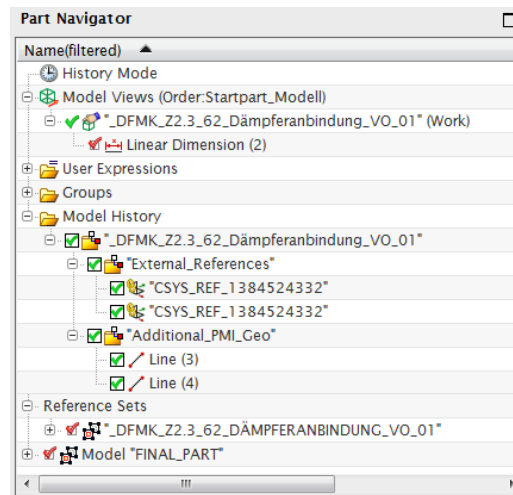 Part Navigator
Name(filtered)
History Mode
Model Views (Order:Startpart_Modell)
"_DFMK_Z2.3_62_Dämpferanbindung_VO_01" (Work)
Linear Dimension (2)
User Expressions
Groups
Model History
"_DFMK_Z2.3_62_Dämpferanbindung_VO_01"
"External_References"
"CSYS_REF_1384524332"
"CSYS_REF_1384524332"
"Additional_PMI_Geo"
Line (3)
Line (4)
Reference Sets
"_DFMK_Z2.3_62_DÄMPFERANBINDUNG_VO_01"
Model "FINAL_PART"